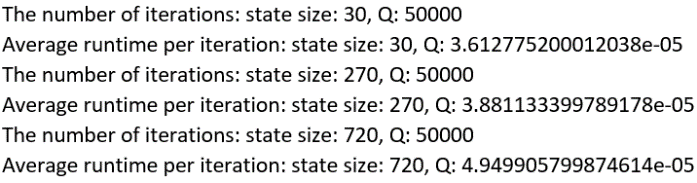 The number of iterations: state size: 30, Q: 50000
Average runtime per iteration: state size: 30, Q: 3.612775200012038e-05
The number of iterations: state size: 270, Q: 50000
Average runtime per iteration: state size: 270, Q: 3.881133399789178e-05
The number of iterations: state size: 720, Q: 50000
Average runtime per iteration: state size: 720, Q: 4.949905799874614e-05